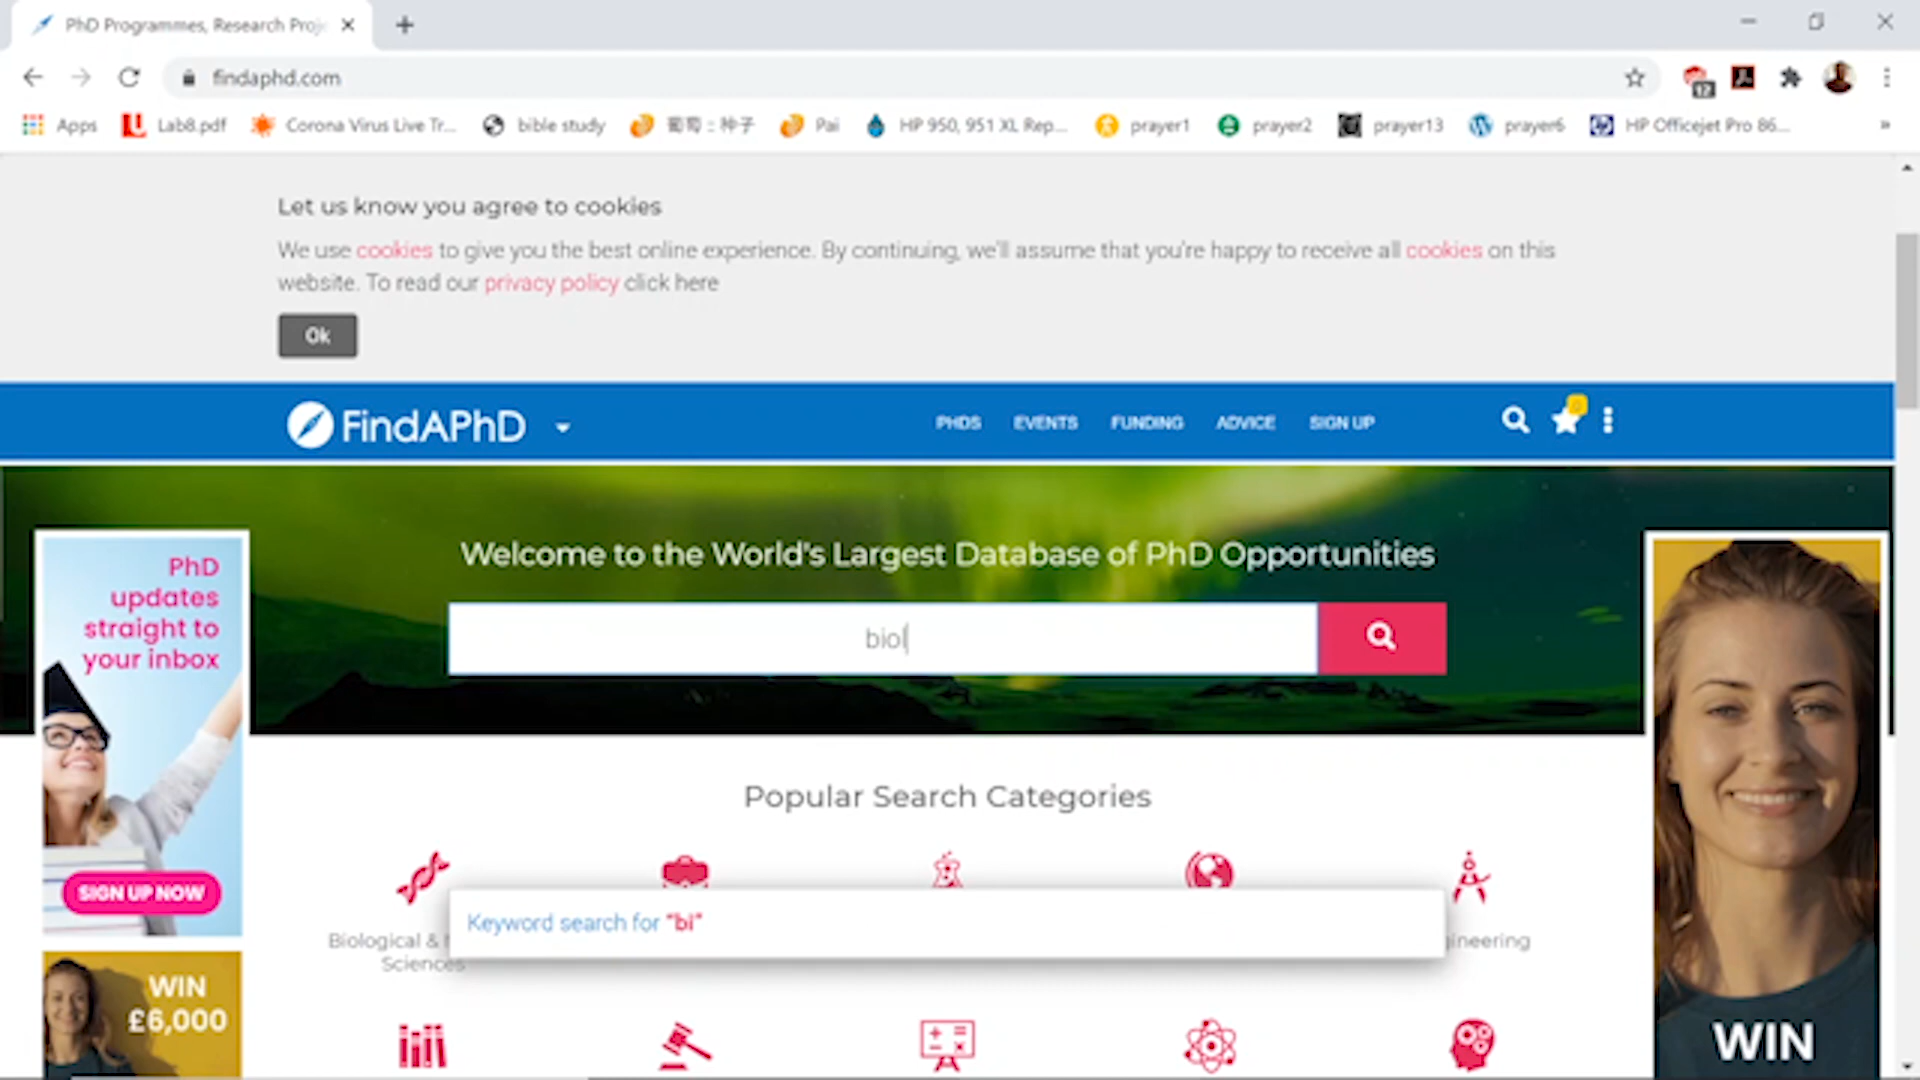 PhD Programmes, Research Proje
findaphd.com
12
Apps
Lab8.pdf
Corona Virus Live Tr...
bible study
葡萄：种子
Pai
HP 950, 951 XL Rep...
prayer1
prayer2
prayer13
prayer6
HP Officejet Pro 86...
Let us know you agree to cookies
We use cookies to give you the best online experience. By continuing, we'll assume that you're happy to receive all cookies on this
website. To read our privacy policy click here
Ok
FindAPhD
PHDS
EVENTS
FUNDING
ADVICE
SIGN UP
0
Welcome to the World's Largest Database of PhD Opportunities
biol
PhD
updates
straight to
your inbox
SIGN UP NOW
Popular Search Categories
Keyword search for "bi"
Biological &
Sciences
ineering
WIN
£6,000
WIN